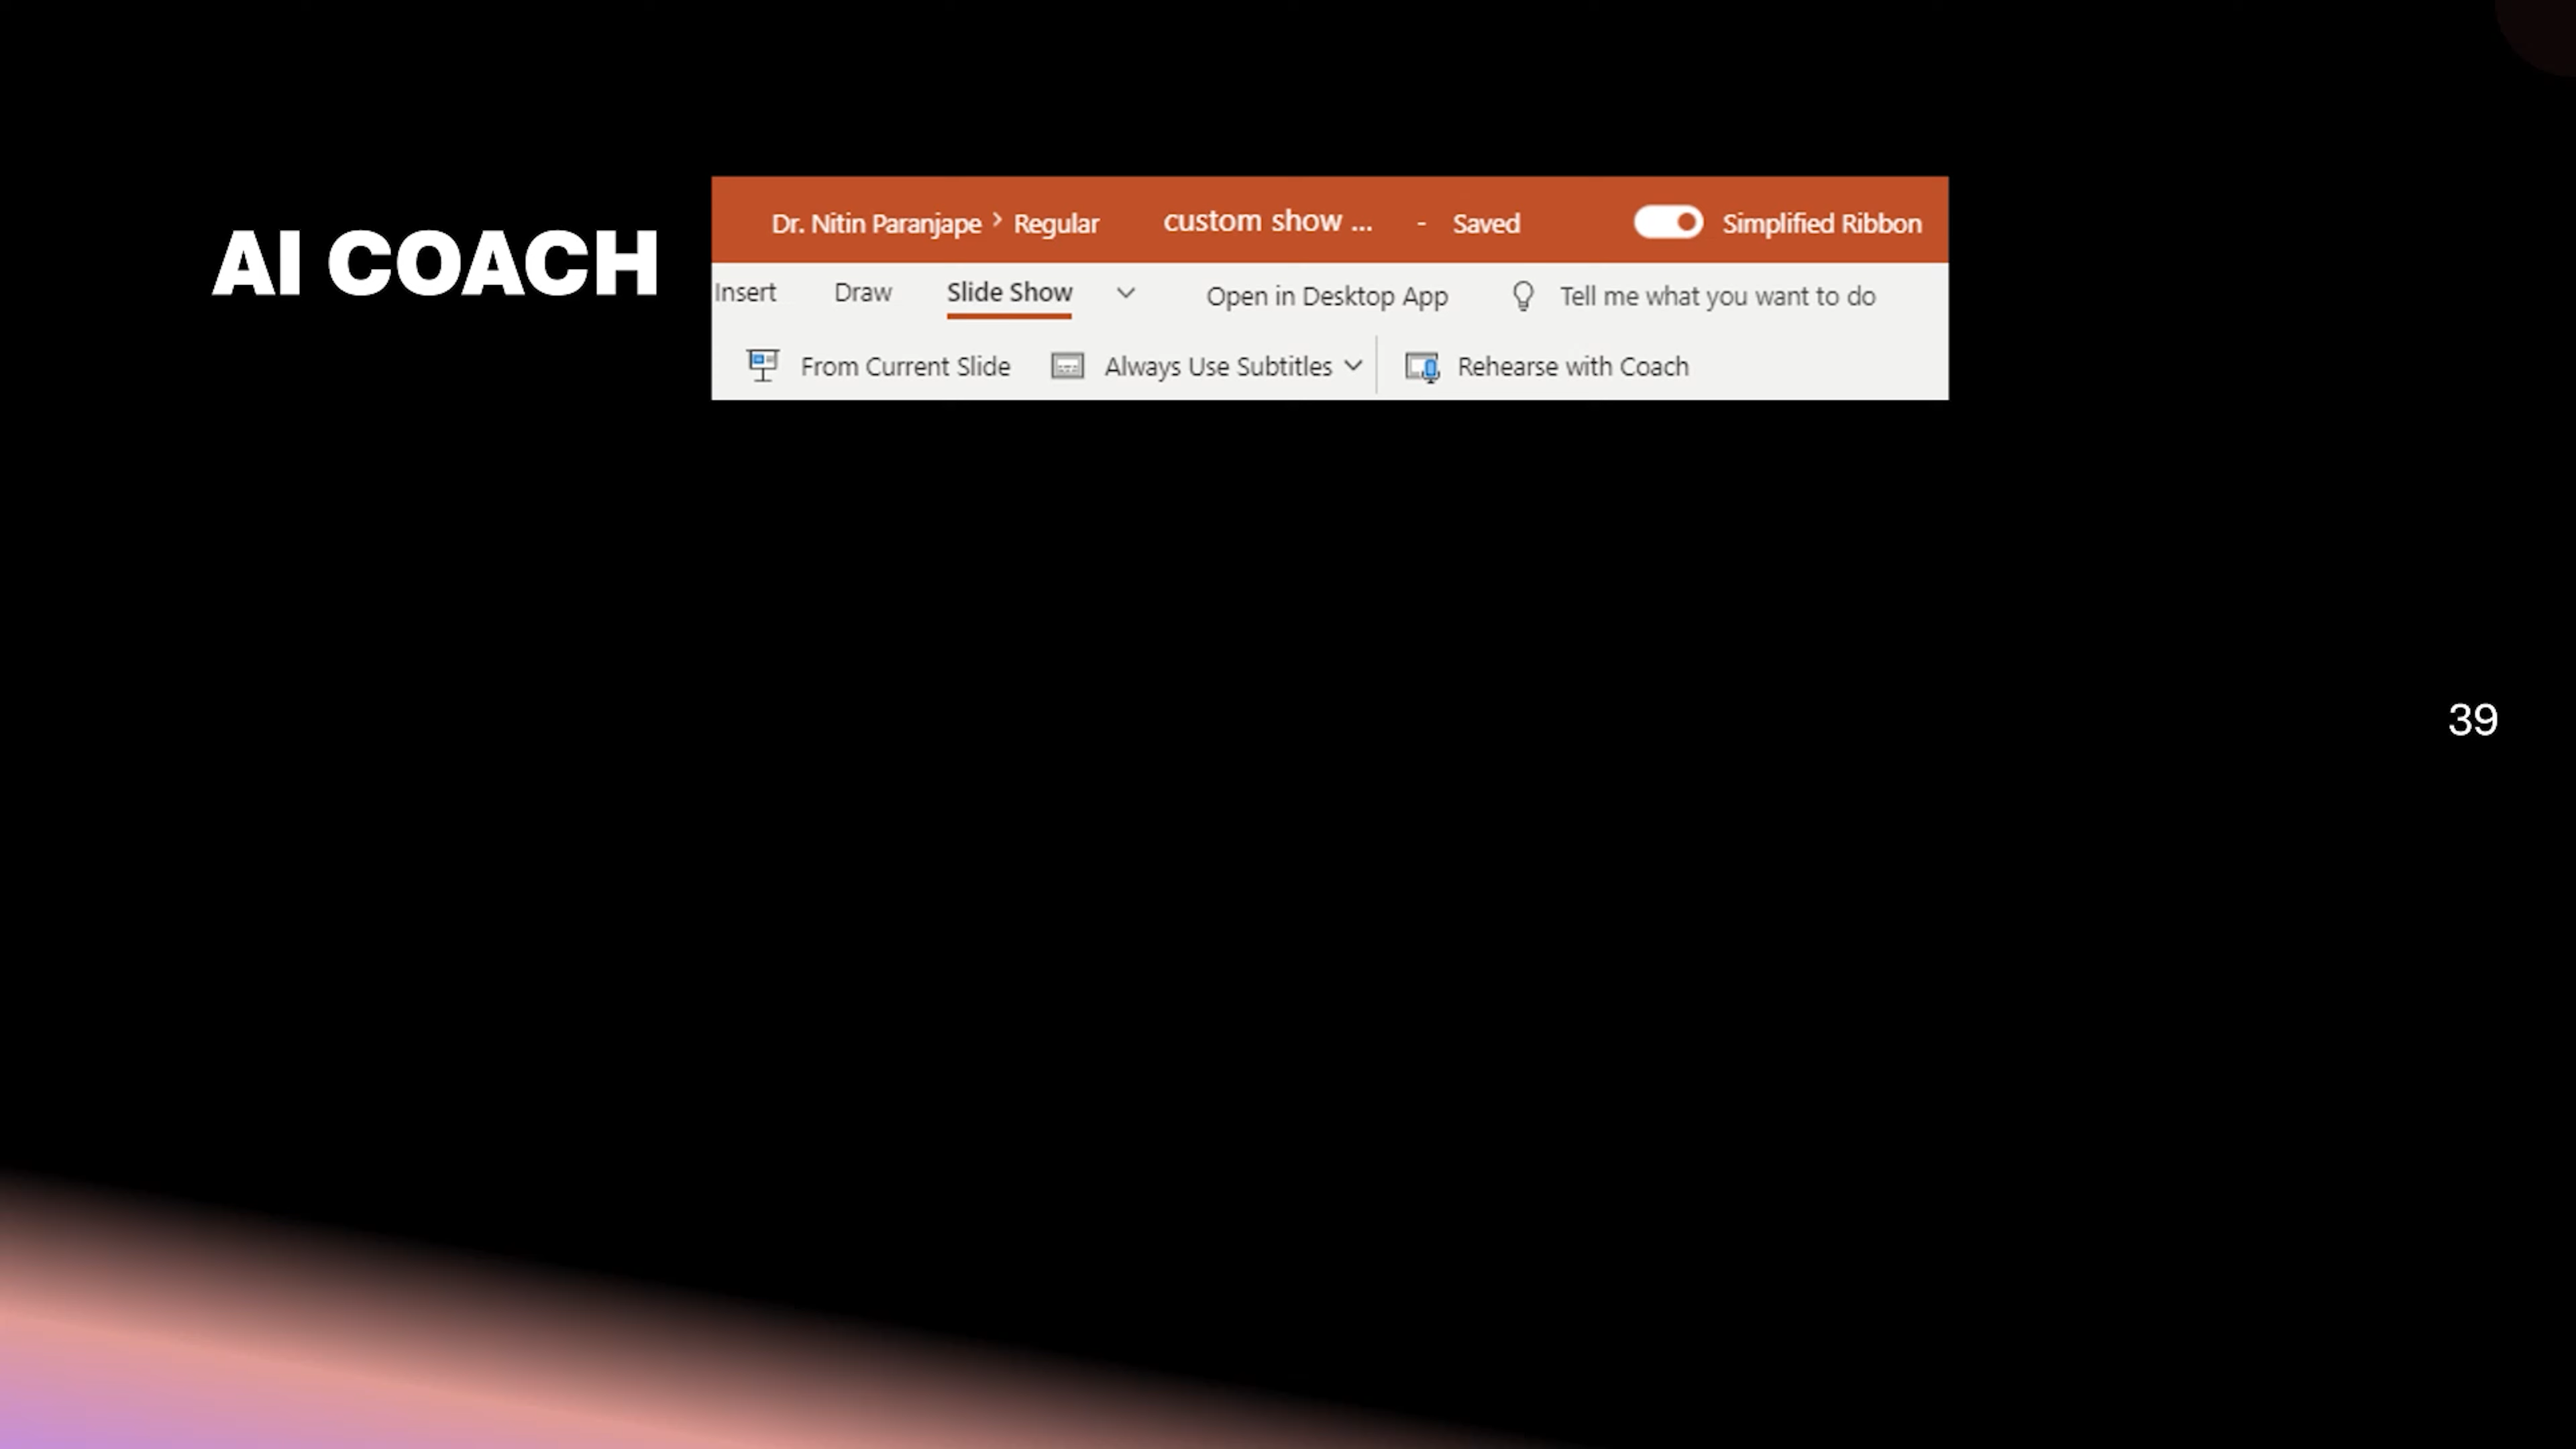 AI COACH
Dr. Nitin Paranjape > Regular custom show ... - Saved Simplified Ribbon
Insert Draw Slide Show Open in Desktop App Tell me what you want to do
From Current Slide Always Use Subtitles Rehearse with Coach
39